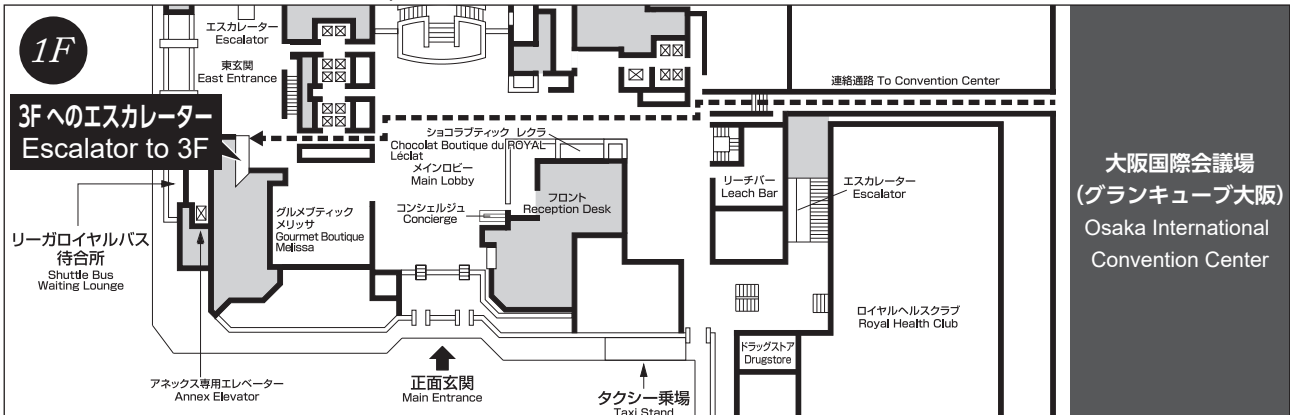 1F
エスカレーター
Escalator
東玄関
East Entrance
3Fへのエスカレーター
Escalator to 3F
連絡通路 To Convention Center
ショコラブティック レクラ
Chocolat Boutique du ROYAL
Léclat
メインロビー
Main Lobby
コンシェルジュ
Concierge
フロント
Reception Desk
リーチバー
Leach Bar
エスカレーター
Escalator
グルメブティック
メリッサ
Gourmet Boutique
Melissa
リーガロイヤルバス
待合所
Shuttle Bus
Waiting Lounge
ロイヤルヘルスクラブ
Royal Health Club
ドラッグストア
Drugstore
アネックス専用エレベーター
Annex Elevator
正面玄関
Main Entrance
タクシー乗場
Taxi Stand
大阪国際会議場
(グランキューブ大阪)
Osaka International
Convention Center